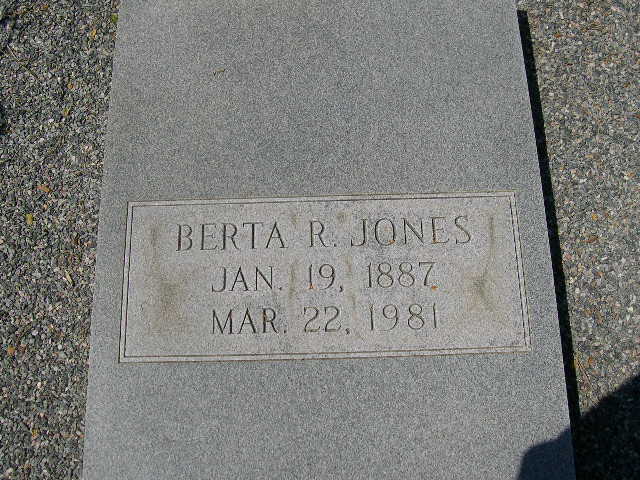 BERTA R. JONES
JAN. 19, 1887
MAR. 22, 1981